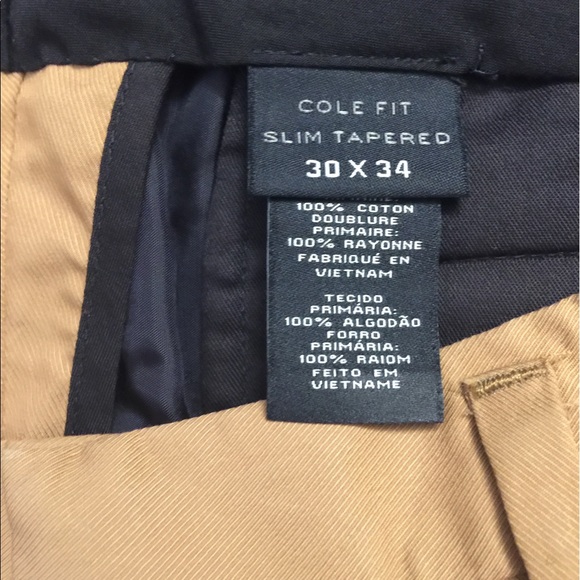 COLE FIT
SLIM TAPERED
30 X 34
100% COTON
DOUBLURE
PRIMAIRE:
100% RAYONNE
FABRIQUÉ EN
VIETNAM
TECIDO
PRIMÁRIA:
100% ALGODÃO
FORRO
PRIMÁRIA:
100% RAIOM
FEITO EM
VIETNAME